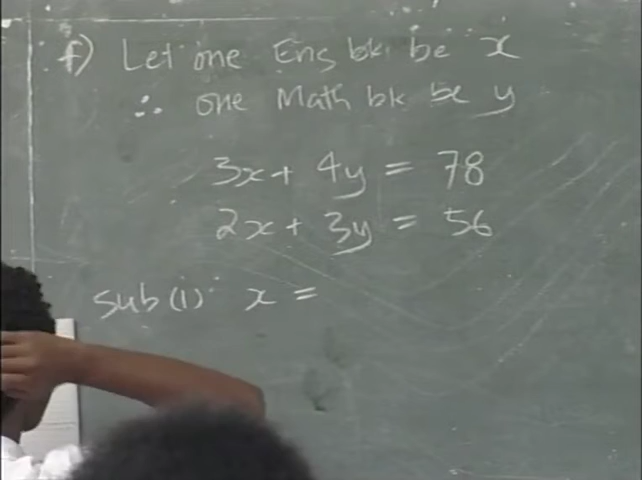 f) Let one Eng bk be x
∴ one Math bk be y
3x + 4y = 78
2x + 3y = 56
sub (1) x =